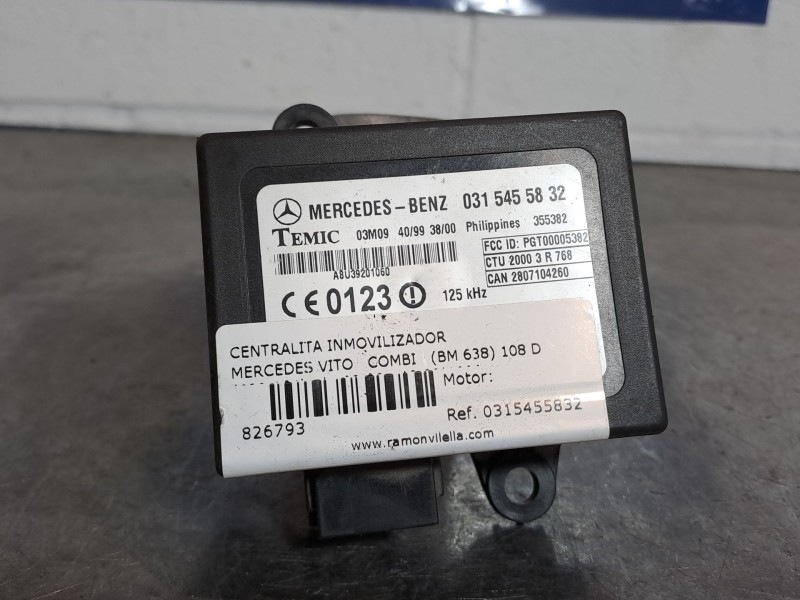 MERCEDES-BENZ 031 545 58 32
TEMIC 03M09 40/99 38/00 Philippines 355382
FCC ID: PGT00005382
A8U39201060
CTU 2000 3 R 768
CAN 2807104260
CE 0123 125 kHz
CENTRALITA INMOVILIZADOR
MERCEDES VITO COMBI (BM 638) 108 D
Motor:
826793
Ref. 0315455832
www.ramonvilella.com